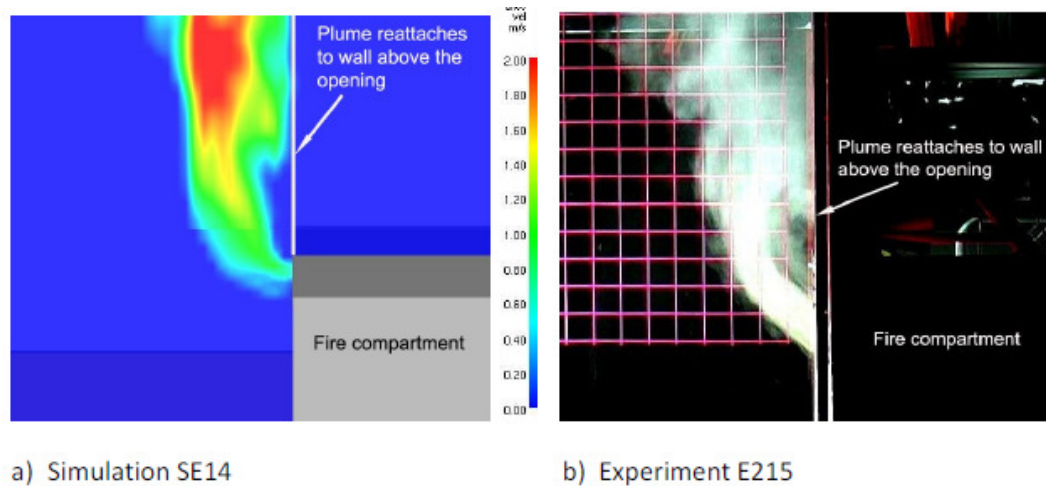 Plume reattaches
to wall above the
opening
Fire compartment
vel
m/s
2.00
1.80
1.60
1.40
1.20
1.00
0.80
0.60
0.40
0.20
0.00
Plume reattaches to wall
above the opening
Fire compartment
a) Simulation SE14
b) Experiment E215